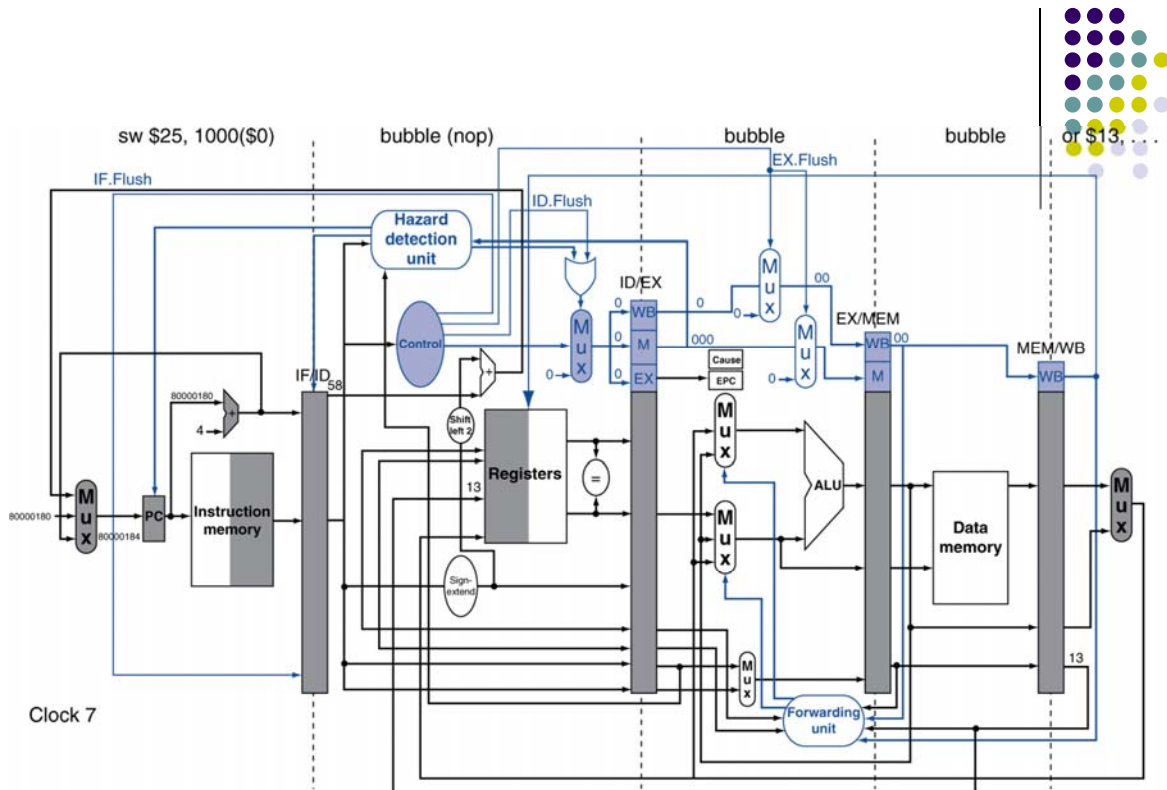 sw $25, 1000($0)
bubble (nop)
bubble
bubble
or $13, . . .
EX.Flush
IF.Flush
ID.Flush
Hazard
detection
unit
Mux
0
00
ID/EX
0
WB
0
Control
Mux
0
0
M
000
Mux
0
EX/MEM
WB
00
M
MEM/WB
WB
0
EX
Cause
EPC
IF/ID
58
+
80000180
+
4
Shift
left 2
Mux
Registers
13
=
ALU
Mux
80000180
PC
80000184
Instruction
memory
Mux
Data
memory
Mux
Sign-
extend
Mux
13
Forwarding
unit
Clock 7